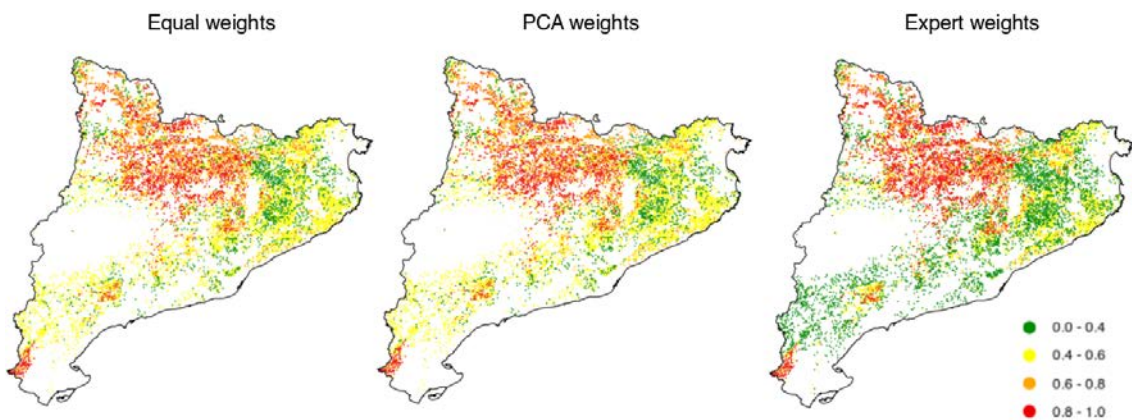 Equal weights
PCA weights
Expert weights
0.0 - 0.4
0.4 - 0.6
0.6 - 0.8
0.8 - 1.0